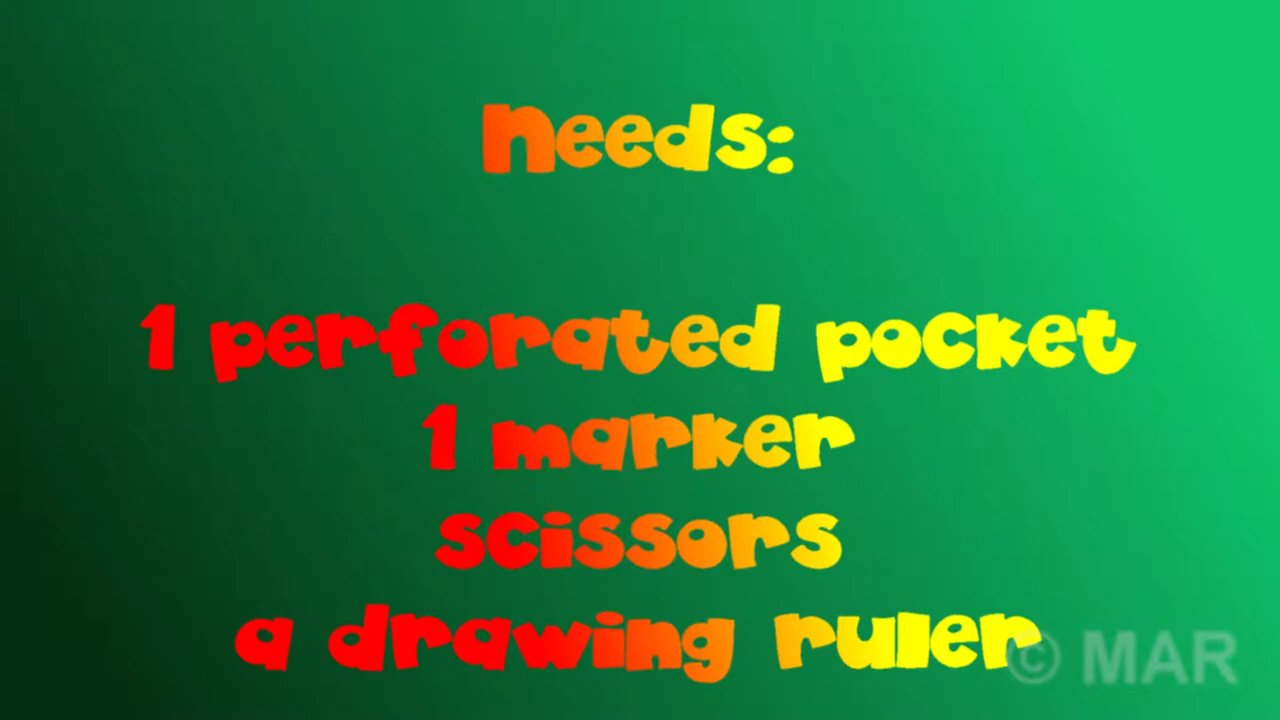 Needs:
1 perforated pocket
1 marker
scissors
a drawing ruler
© MAR